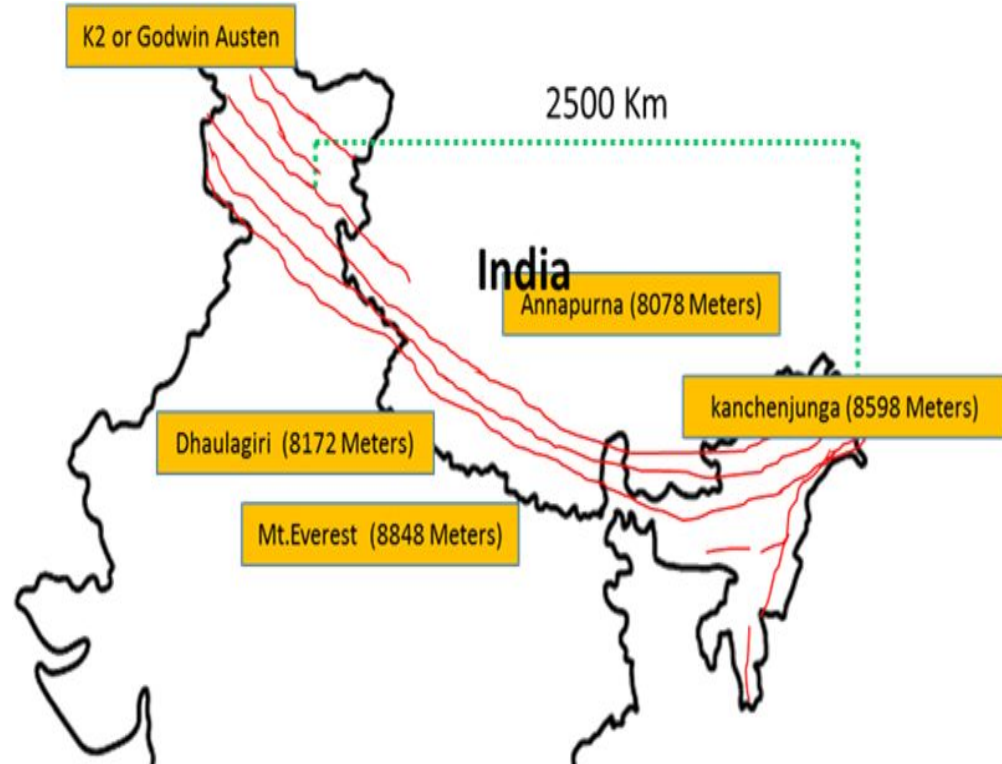 K2 or Godwin Austen
2500 Km
India
Annapurna (8078 Meters)
kanchenjunga (8598 Meters)
Dhaulagiri (8172 Meters)
Mt.Everest (8848 Meters)